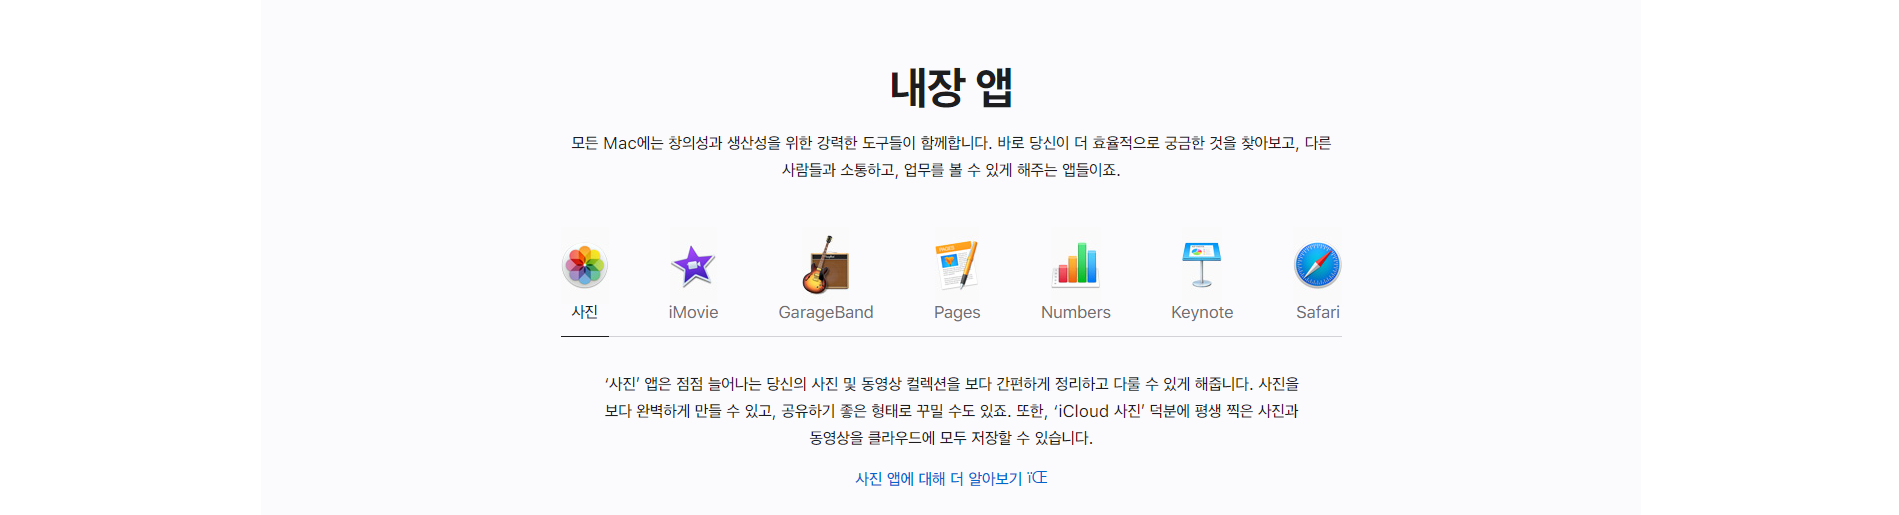 내장 앱
모든 Mac에는 창의성과 생산성을 위한 강력한 도구들이 함께합니다. 바로 당신이 더 효율적으로 궁금한 것을 찾아보고, 다른
사람들과 소통하고, 업무를 볼 수 있게 해주는 앱들이죠.
사진
iMovie
GarageBand
Pages
Numbers
Keynote
Safari
‘사진’ 앱은 점점 늘어나는 당신의 사진 및 동영상 컬렉션을 보다 간편하게 정리하고 다룰 수 있게 해줍니다. 사진을
보다 완벽하게 만들 수 있고, 공유하기 좋은 형태로 꾸밀 수도 있죠. 또한, ‘iCloud 사진’ 덕분에 평생 찍은 사진과
동영상을 클라우드에 모두 저장할 수 있습니다.
사진 앱에 대해 더 알아보기 ïŒ